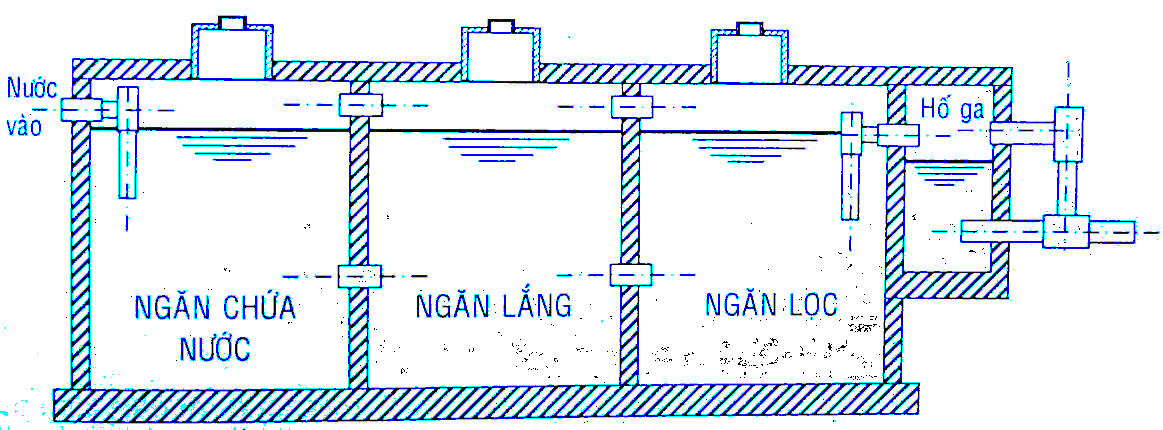 Nước
vào
Hố ga
NGĂN CHỨA
NƯỚC
NGĂN LẮNG
NGĂN LỌC